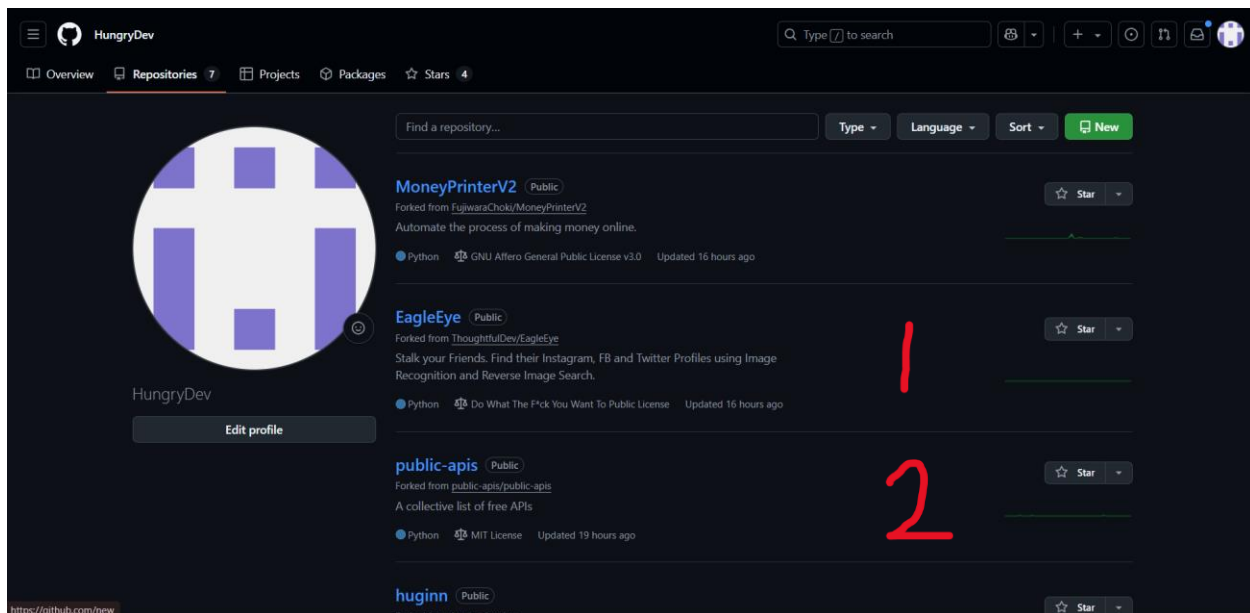 HungryDev
Type / to search
Overview Repositories 7 Projects Packages Stars 4
Find a repository...
Type Language Sort New
MoneyPrinterV2 Public
Star
Forked from FujiwaraChoki/MoneyPrinterV2
Automate the process of making money online.
Python GNU Affero General Public License v3.0 Updated 16 hours ago
EagleEye Public
Star
Forked from ThoughtfulDev/EagleEye
Stalk your Friends. Find their Instagram, FB and Twitter Profiles using Image
Recognition and Reverse Image Search.
Python Do What The F*ck You Want To Public License Updated 16 hours ago
1
HungryDev
Edit profile
public-apis Public
Star
Forked from public-apis/public-apis
A collective list of free APIs
Python MIT License Updated 19 hours ago
2
huginn Public
Star
https://github.com/new